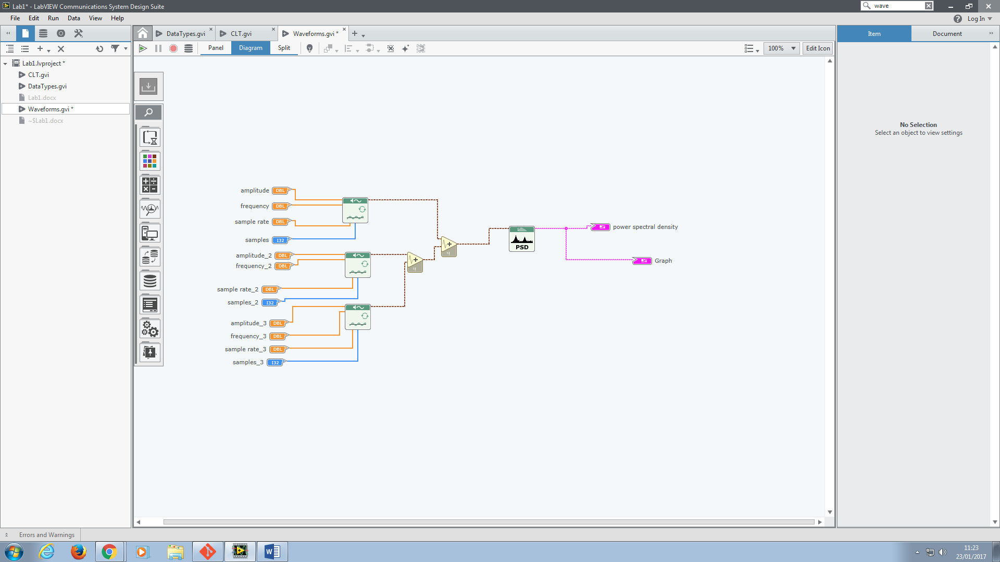 Lab1* - LabVIEW Communications System Design Suite
wave
File Edit Run Data View Help
Log In
DataTypes.gvi CLT.gvi Waveforms.gvi *
Item Document
Panel Diagram Split
100% Edit Icon
Lab1.lvproject *
CLT.gvi
DataTypes.gvi
Lab1.docx
Waveforms.gvi *
~$Lab1.docx
No Selection
Select an object to view settings
amplitude DBL
frequency DBL
sample rate DBL
samples I32
amplitude_2 DBL
frequency_2 DBL
sample rate_2 DBL
samples_2 I32
amplitude_3 DBL
frequency_3 DBL
sample rate_3 DBL
samples_3 I32
PSD
power spectral density
Graph
Errors and Warnings
11:23
23/01/2017